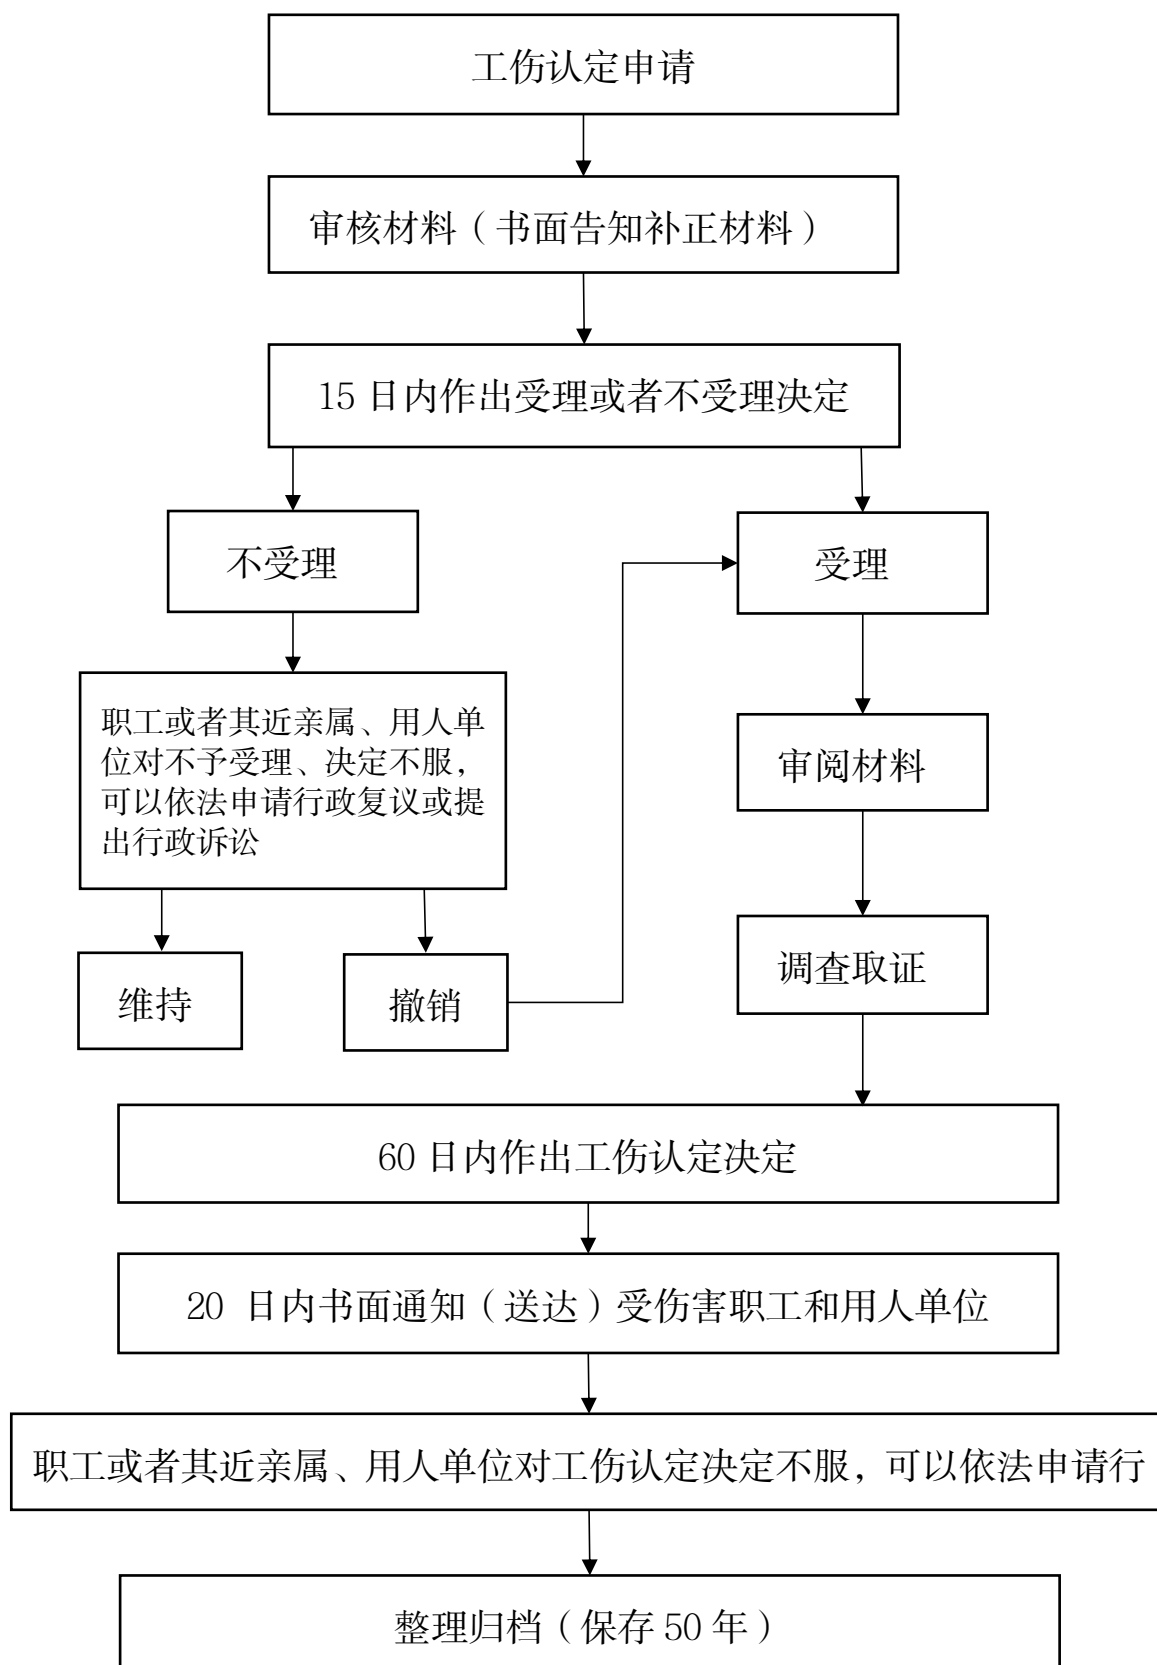 工伤认定申请
审核材料（书面告知补正材料）
15 日内作出受理或者不受理决定
不受理
受理
职工或者其近亲属、用人单
位对不予受理、决定不服，
可以依法申请行政复议或提
出行政诉讼
审阅材料
维持
撤销
调查取证
60 日内作出工伤认定决定
20 日内书面通知（送达）受伤害职工和用人单位
职工或者其近亲属、用人单位对工伤认定决定不服，可以依法申请行
整理归档（保存 50 年）